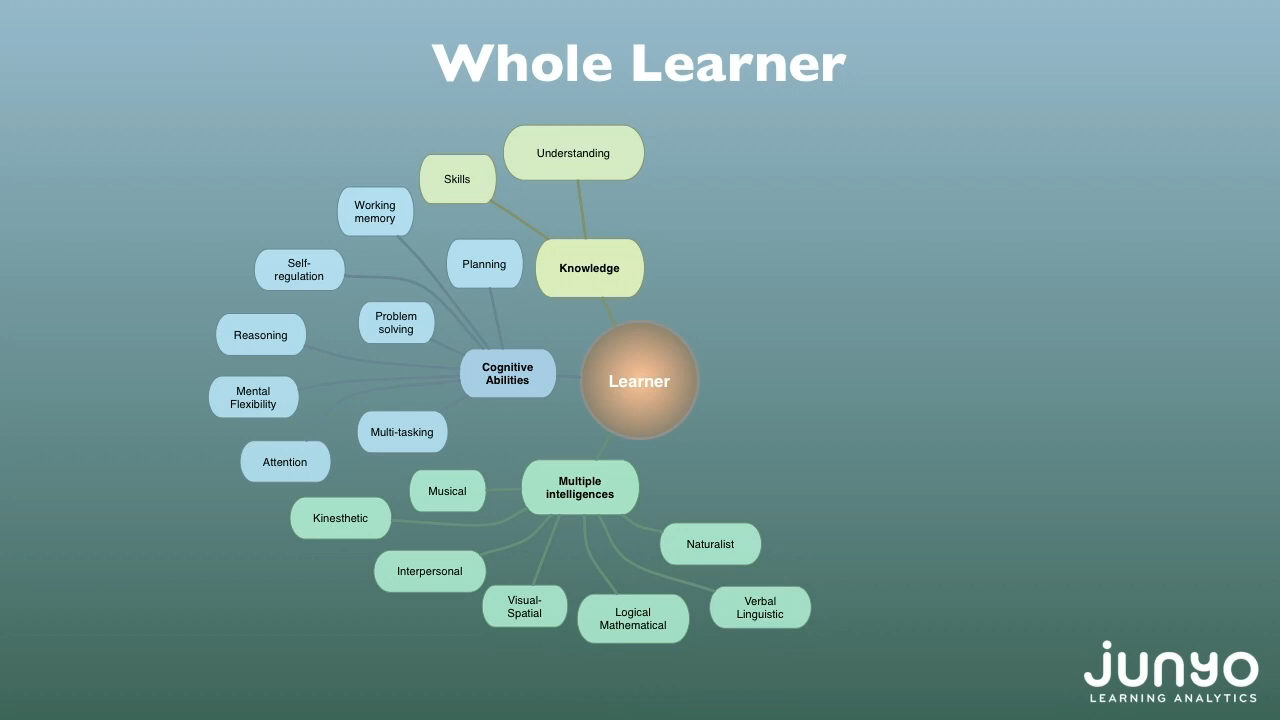 Whole Learner
Understanding
Skills
Working
memory
Planning
Knowledge
Self-
regulation
Problem
solving
Reasoning
Cognitive
Abilities
Learner
Mental
Flexibility
Multi-tasking
Attention
Multiple
intelligences
Musical
Kinesthetic
Naturalist
Interpersonal
Visual-
Spatial
Logical
Mathematical
Verbal
Linguistic
junyo
LEARNING ANALYTICS